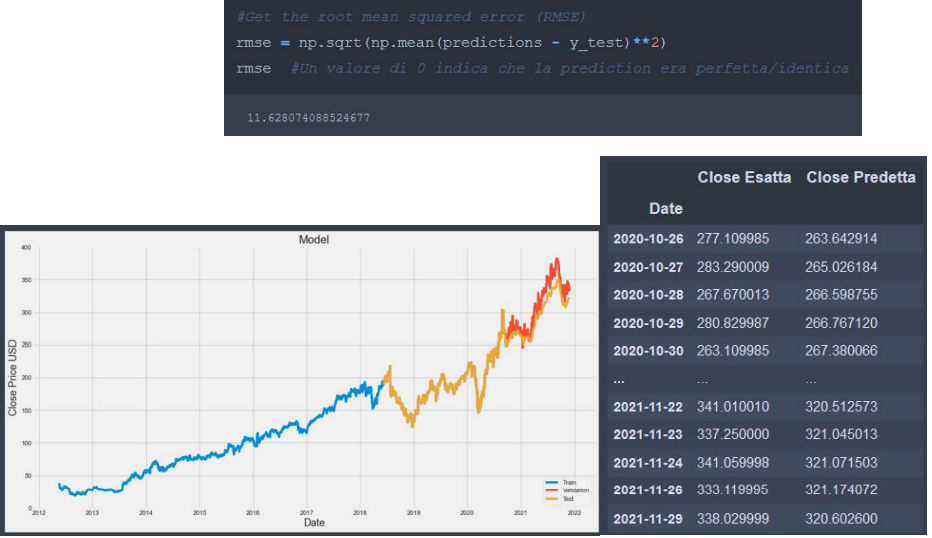 #Get the root mean squared error (RMSE)
rmse = np.sqrt(np.mean(predictions - y_test)**2)
rmse #Un valore di 0 indica che la prediction era perfetta/identica
11.628074088524677
Close Esatta Close Predetta
Date
2020-10-26 277.109985 263.642914
2020-10-27 283.290009 265.026184
2020-10-28 267.670013 266.598755
2020-10-29 280.829987 266.767120
2020-10-30 263.109985 267.380066
... ... ...
2021-11-22 341.010010 320.512573
2021-11-23 337.250000 321.045013
2021-11-24 341.059998 321.071503
2021-11-26 333.119995 321.174072
2021-11-29 338.029999 320.602600
Model
Close Price USD
400
350
300
250
200
150
100
50
0
2012 2013 2014 2015 2016 2017 2018 2019 2020 2021 2022
Date
Train
Validation
Test